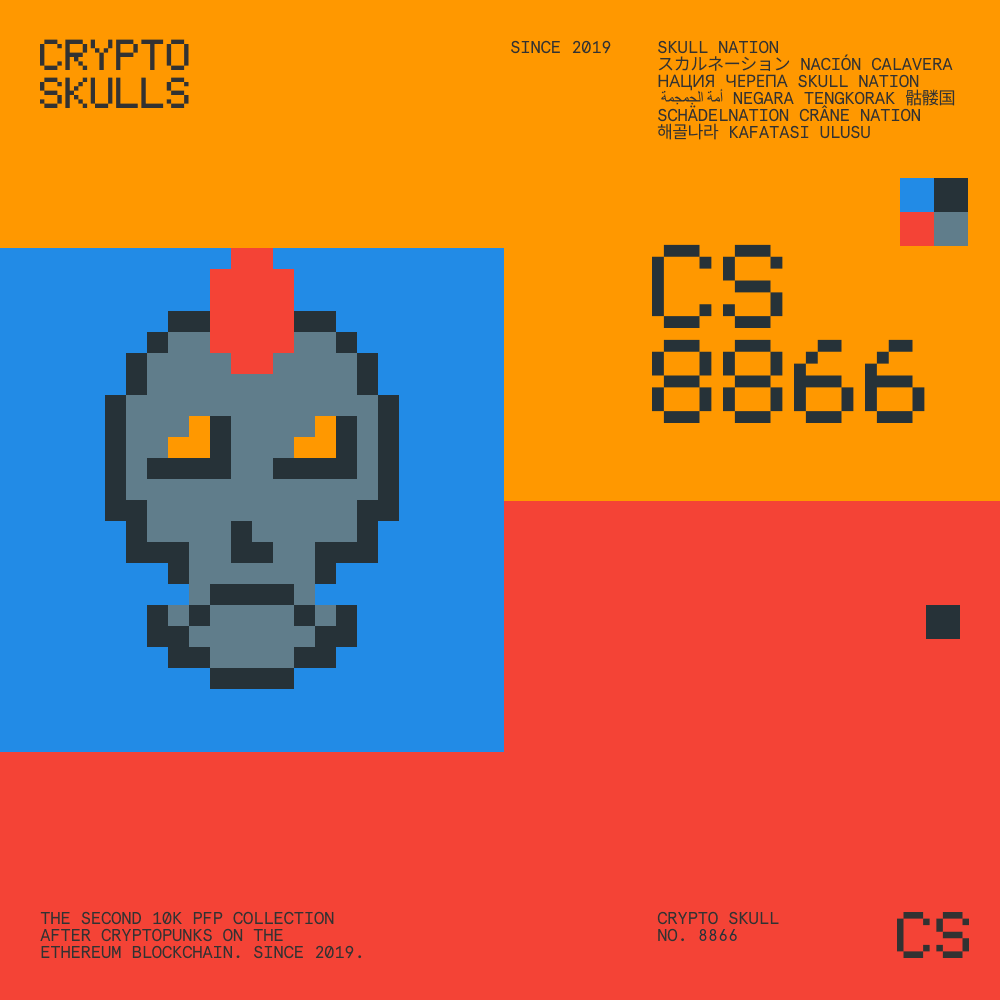 CRYPTO
SKULLS
SINCE 2019
SKULL NATION
スカルネーション NACIÓN CALAVERA
НАЦИЯ ЧЕРЕПА SKULL NATION
أمة الجمجمة NEGARA TENGKORAK 骷髅国
SCHÄDELNATION CRÂNE NATION
해골나라 KAFATASI ULUSU
CS
8866
THE SECOND 10K PFP COLLECTION
AFTER CRYPTOPUNKS ON THE
ETHEREUM BLOCKCHAIN. SINCE 2019.
CRYPTO SKULL
NO. 8866
CS